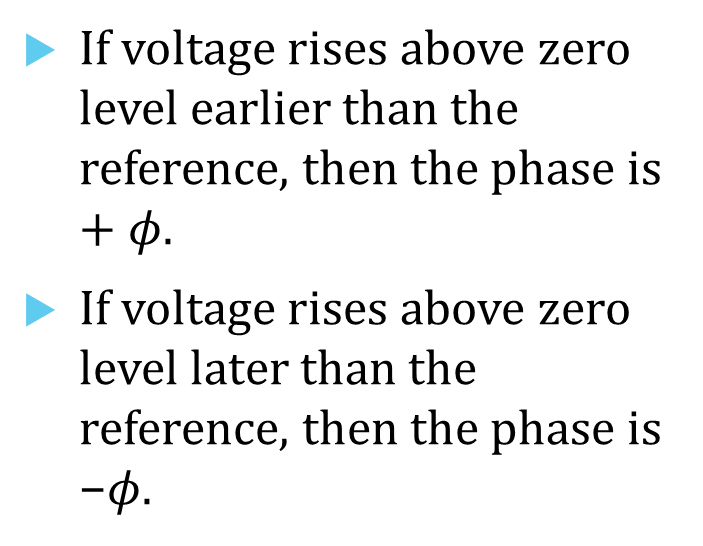 If voltage rises above zero
level earlier than the
reference, then the phase is
+ 𝜙.
If voltage rises above zero
level later than the
reference, then the phase is
–𝜙.